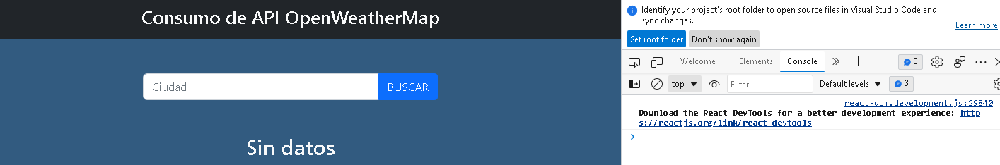 Consumo de API OpenWeatherMap
Ciudad
BUSCAR
Sin datos
Identify your project's root folder to open source files in Visual Studio Code and
sync changes.
Learn more
Set root folder
Don't show again
Welcome
Elements
Console
3
top
Filter
Default levels
3
react-dom.development.js:29840
Download the React DevTools for a better development experience: http
s://reactjs.org/link/react-devtools